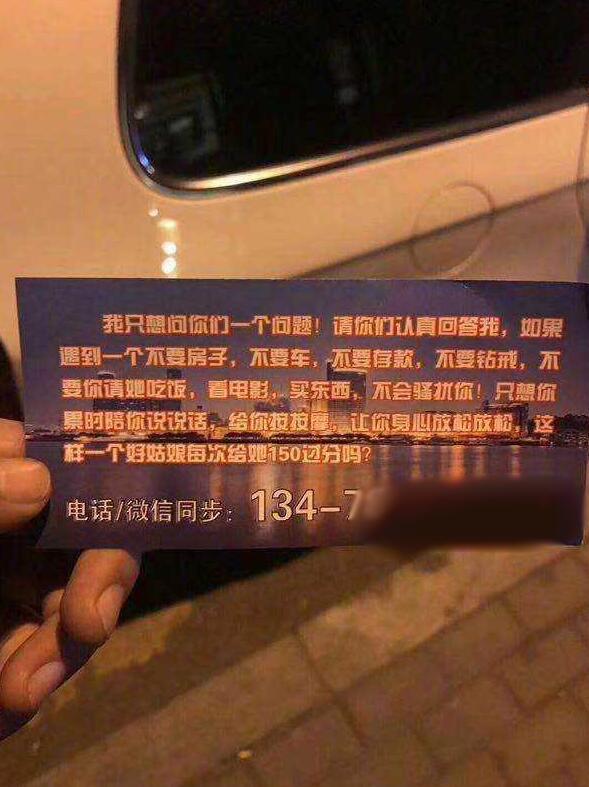 我只想问你们一个问题！请你们认真回答我，如果
遇到一个不要房子，不要车，不要存款，不要钻戒，不
要你请她吃饭，看电影，买东西，不会骚扰你！只想你
累时陪你说说话，给你按按摩，让你身心放松放松，这
样一个好姑娘每次给她150过分吗？
电话/微信同步：134-7